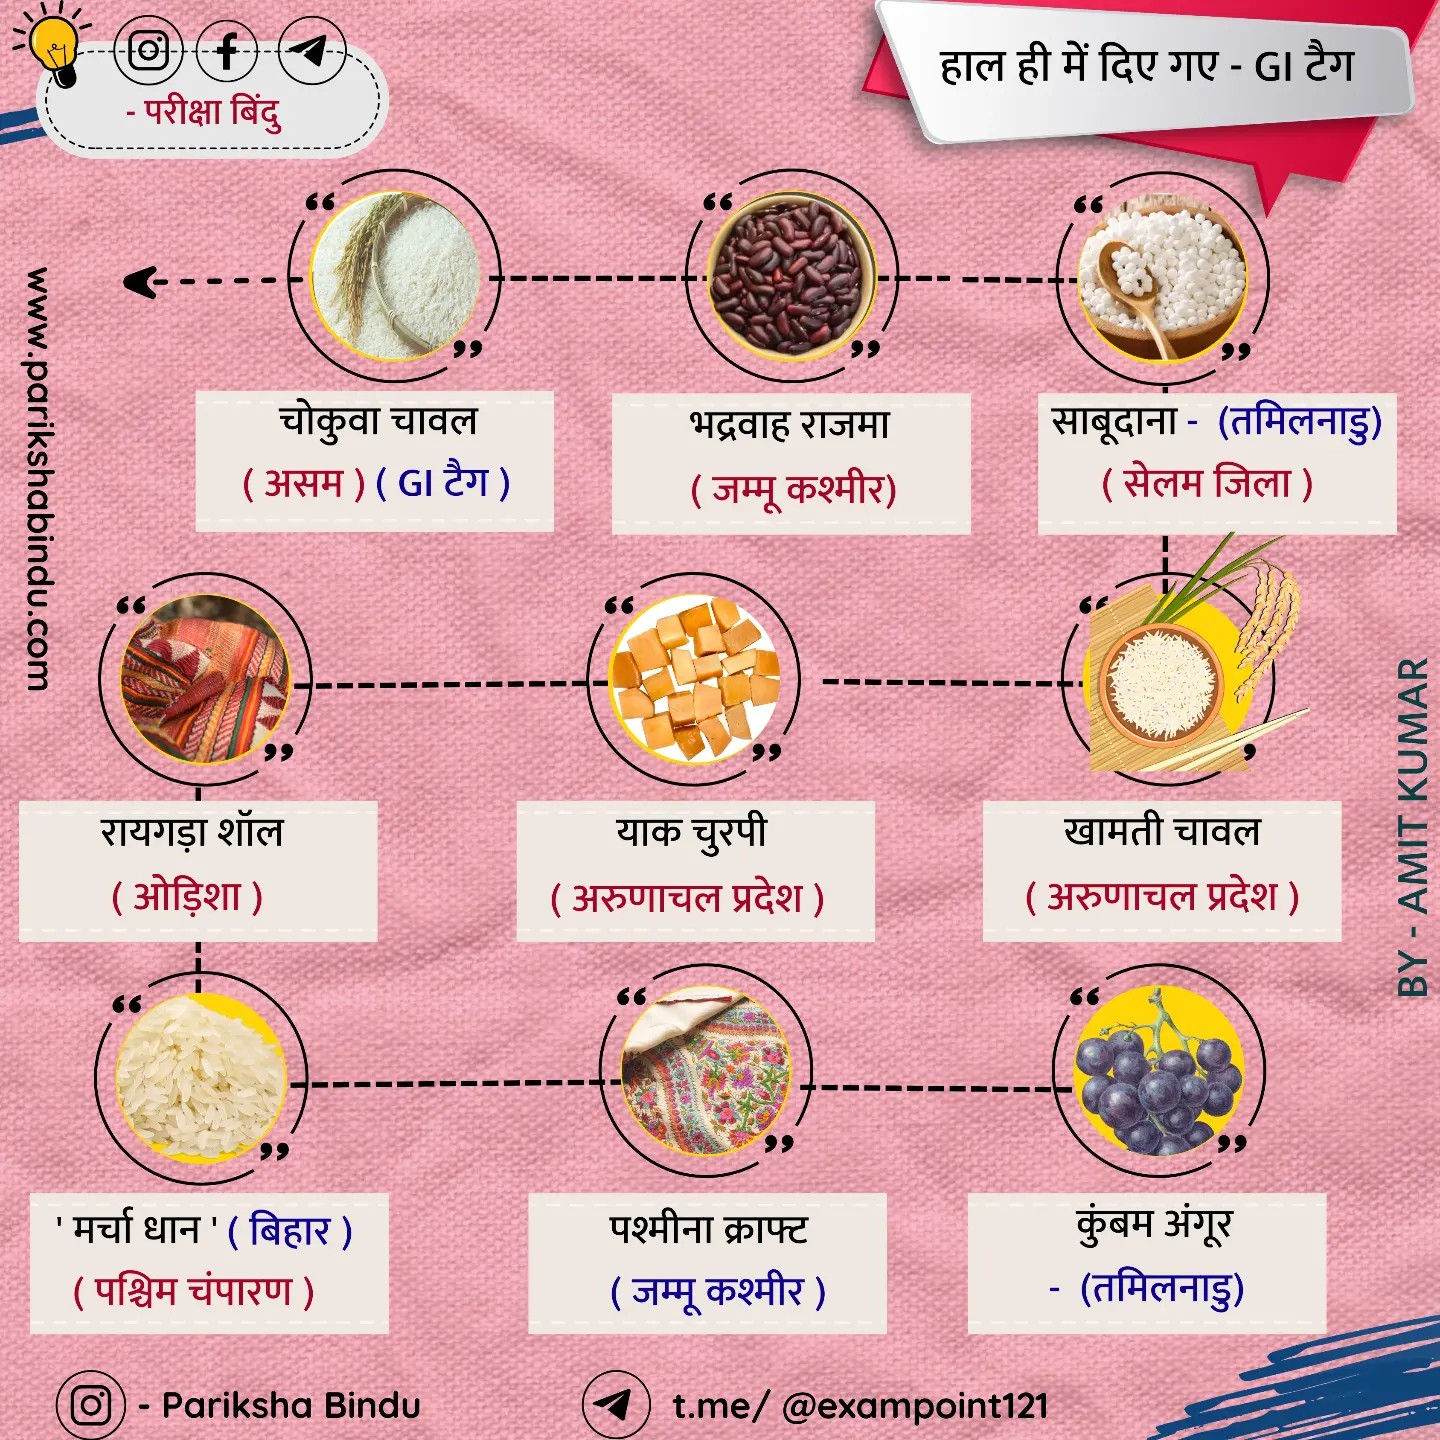 - परीक्षा बिंदु
हाल ही में दिए गए - GI टैग
www.parikshabindu.com
चोकुवा चावल
( असम ) ( GI टैग )
भद्रवाह राजमा
( जम्मू कश्मीर)
साबूदाना - (तमिलनाडु)
( सेलम जिला )
रायगड़ा शॉल
( ओड़िशा )
याक चुरपी
( अरुणाचल प्रदेश )
खामती चावल
( अरुणाचल प्रदेश )
BY - AMIT KUMAR
' मर्चा धान ' ( बिहार )
( पश्चिम चंपारण )
पश्मीना क्राफ्ट
( जम्मू कश्मीर )
कुंबम अंगूर
- (तमिलनाडु)
- Pariksha Bindu
t.me/ @exampoint121